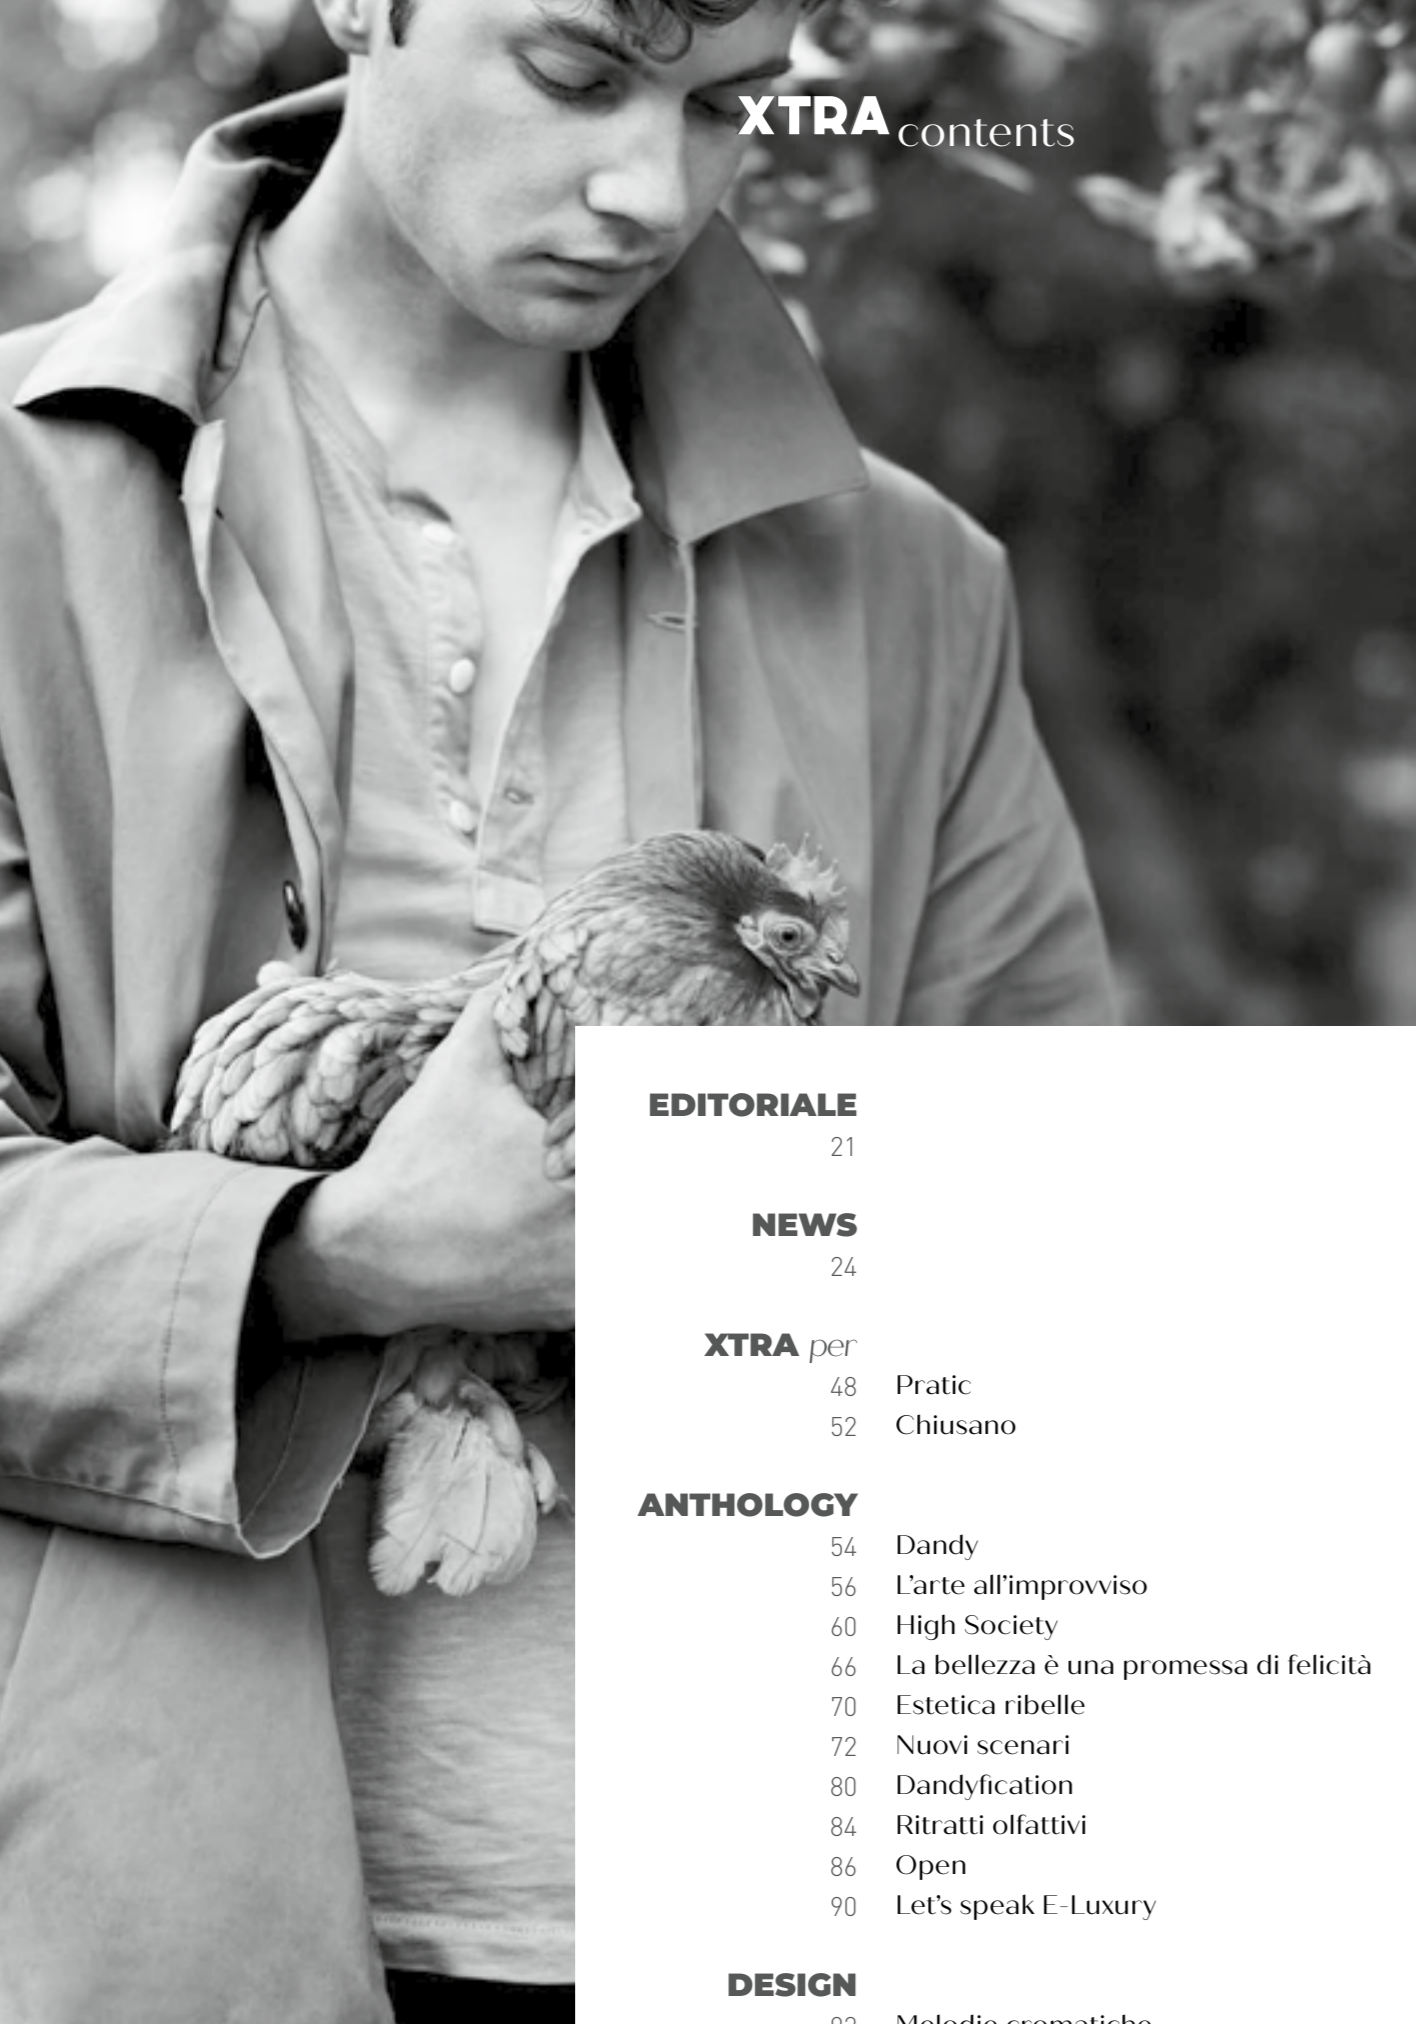 XTRA contents
EDITORIALE
21
NEWS
24
XTRA per
48 Pratic
52 Chiusano
ANTHOLOGY
54 Dandy
56 L’arte all’improvviso
60 High Society
66 La bellezza è una promessa di felicità
70 Estetica ribelle
72 Nuovi scenari
80 Dandyfication
84 Ritratti olfattivi
86 Open
90 Let’s speak E-Luxury
DESIGN
Melodie cromatiche